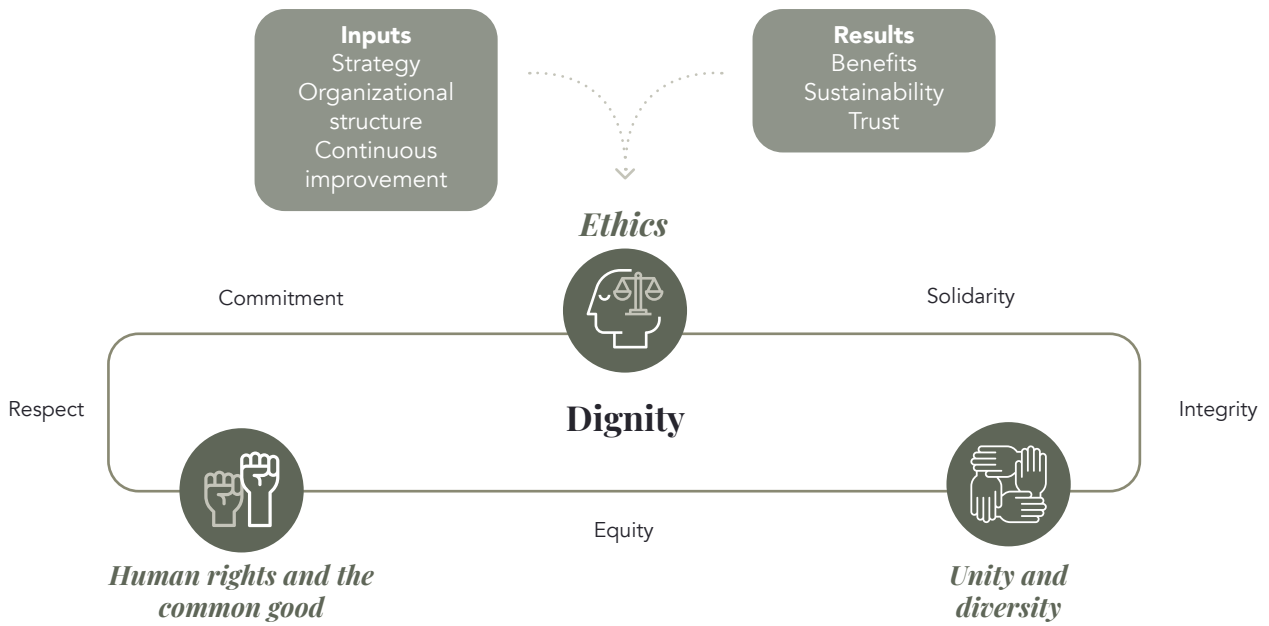 Inputs
Strategy
Organizational
structure
Continuous
improvement
Results
Benefits
Sustainability
Trust
Ethics
Commitment
Solidarity
Respect
Dignity
Integrity
Equity
Human rights and the
common good
Unity and
diversity